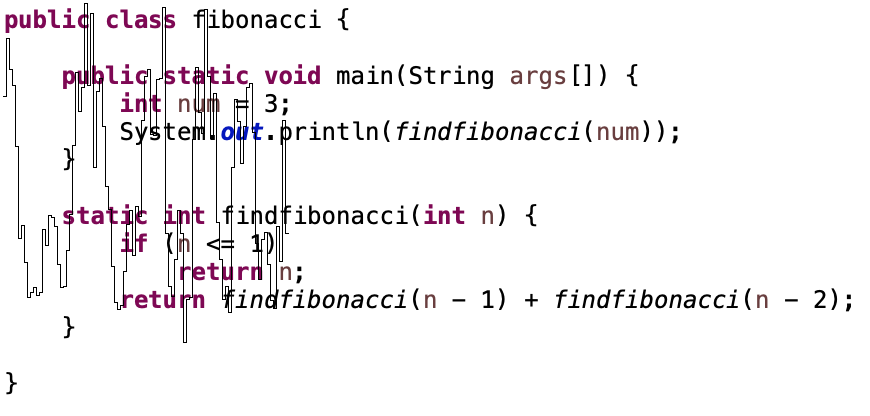 public class fibonacci {
public static void main(String args[]) {
int num = 3;
System.out.println(findfibonacci(num));
}
static int findfibonacci(int n) {
if (n <= 1)
return n;
return findfibonacci(n - 1) + findfibonacci(n - 2);
}
}